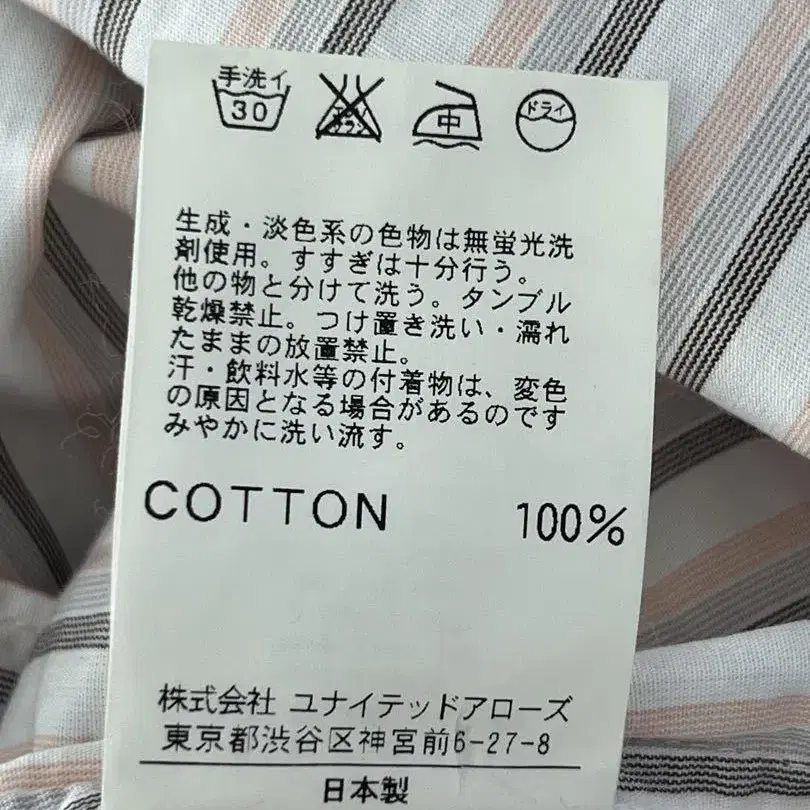 手洗イ
30
エンソ
サラシ
中
ドライ
生成・淡色系の色物は無蛍光洗
剤使用。すすぎは十分行う。
他の物と分けて洗う。タンブル
乾燥禁止。つけ置き洗い・濡れ
たままの放置禁止。
汗・飲料水等の付着物は、変色
の原因となる場合があるのです
みやかに洗い流す。
COTTON 100%
株式会社 ユナイテッドアローズ
東京都渋谷区神宮前6-27-8
日本製